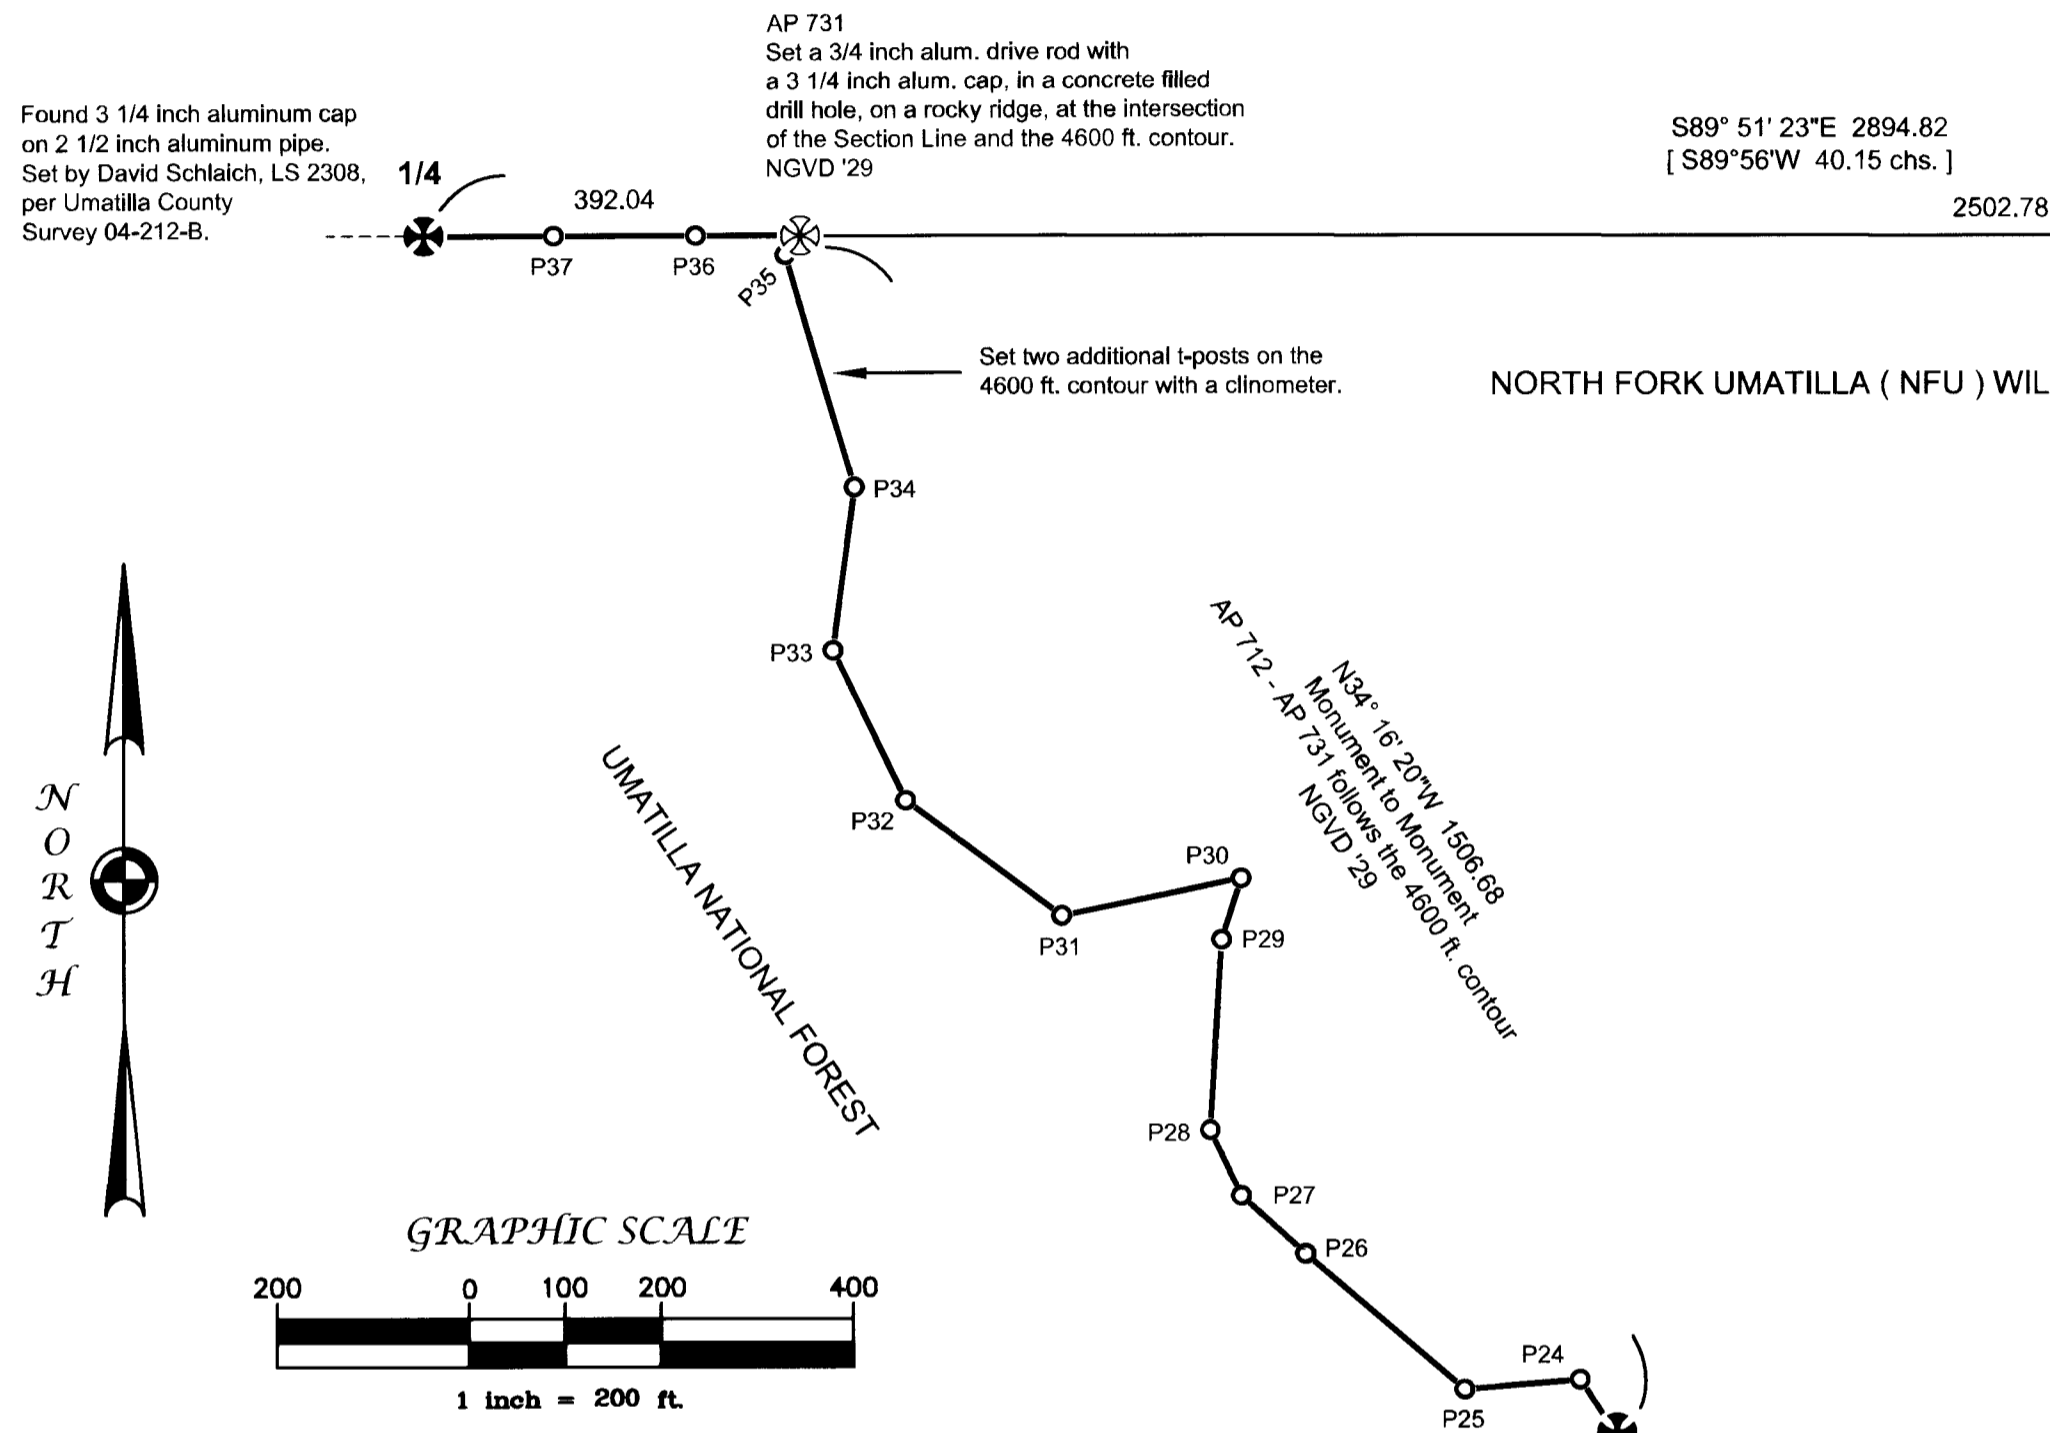 AP 731
Set a 3/4 inch alum. drive rod with
a 3 1/4 inch alum. cap, in a concrete filled
drill hole, on a rocky ridge, at the intersection
of the Section Line and the 4600 ft. contour.
NGVD '29
Found 3 1/4 inch aluminum cap
on 2 1/2 inch aluminum pipe.
Set by David Schlaich, LS 2308,
per Umatilla County
Survey 04-212-B.
1/4
392.04
S89° 51' 23"E 2894.82
[ S89°56'W 40.15 chs. ]
2502.78
P37
P36
P35
Set two additional t-posts on the
4600 ft. contour with a clinometer.
NORTH FORK UMATILLA ( NFU ) WIL
P34
P33
N34° 16' 20"W 1506.68
Monument to Monument
AP 712 - AP 731 follows the 4600 ft. contour
NGVD '29
UMATILLA NATIONAL FOREST
P32
P30
P31
P29
NORTH
P28
P27
P26
GRAPHIC SCALE
200 0 100 200 400
1 inch = 200 ft.
P24
P25